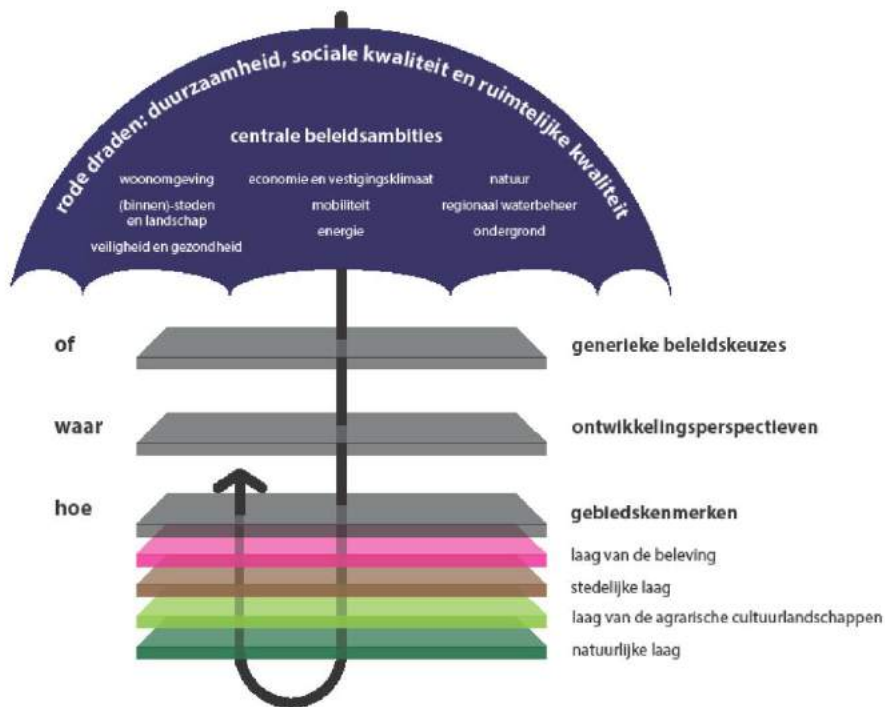 rode draden: duurzaamheid, sociale kwaliteit en ruimtelijke kwaliteit
centrale beleidsambities
woonomgeving
(binnen)-steden
en landschap
veiligheid en gezondheid
economie en vestigingsklimaat
mobiliteit
energie
natuur
regionaal waterbeheer
ondergrond
of
generieke beleidskeuzes
waar
ontwikkelingsperspectieven
hoe
gebiedskenmerken
laag van de beleving
stedelijke laag
laag van de agrarische cultuurlandschappen
natuurlijke laag